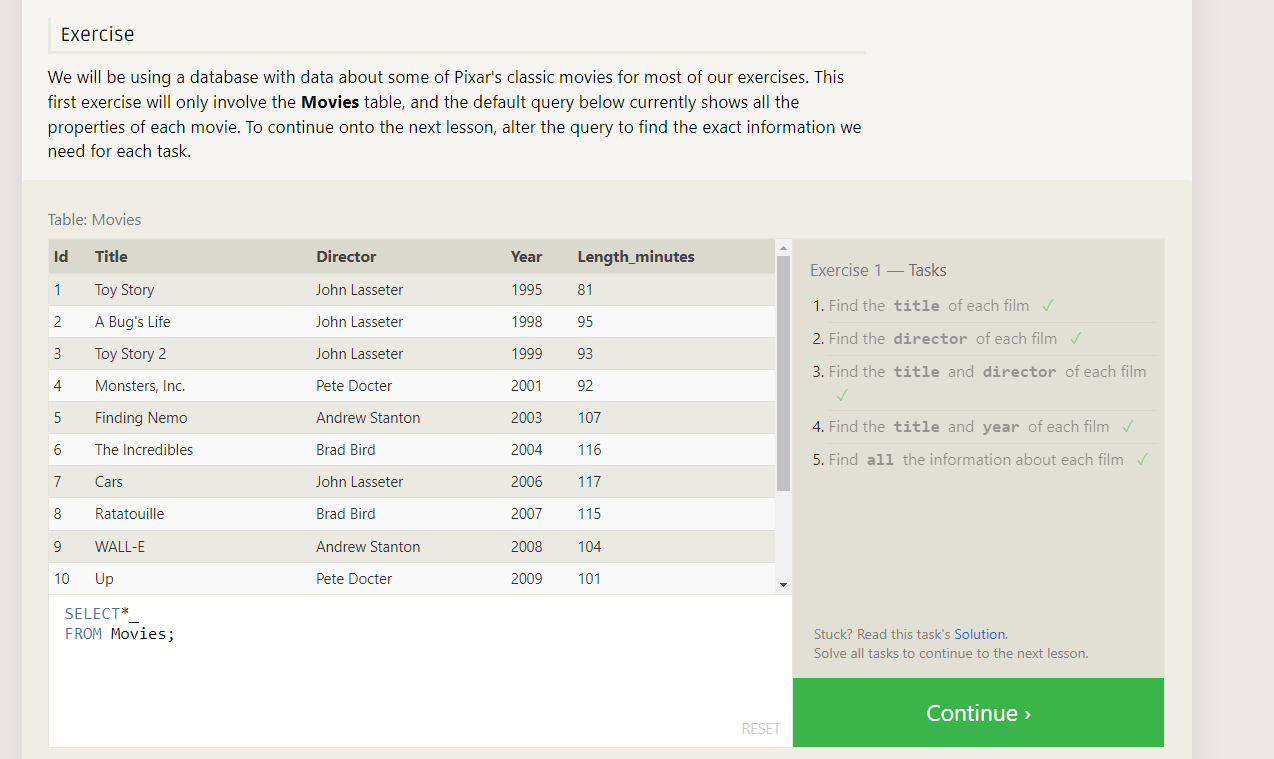 Exercise
We will be using a database with data about some of Pixar's classic movies for most of our exercises. This
first exercise will only involve the Movies table, and the default query below currently shows all the
properties of each movie. To continue onto the next lesson, alter the query to find the exact information we
need for each task.
Table: Movies
Id Title Director Year Length_minutes
1 Toy Story John Lasseter 1995 81
2 A Bug's Life John Lasseter 1998 95
3 Toy Story 2 John Lasseter 1999 93
4 Monsters, Inc. Pete Docter 2001 92
5 Finding Nemo Andrew Stanton 2003 107
6 The Incredibles Brad Bird 2004 116
7 Cars John Lasseter 2006 117
8 Ratatouille Brad Bird 2007 115
9 WALL-E Andrew Stanton 2008 104
10 Up Pete Docter 2009 101
SELECT*_
FROM Movies;
RESET
Exercise 1 — Tasks
1. Find the title of each film ✓
2. Find the director of each film ✓
3. Find the title and director of each film
✓
4. Find the title and year of each film ✓
5. Find all the information about each film ✓
Stuck? Read this task's Solution.
Solve all tasks to continue to the next lesson.
Continue ›